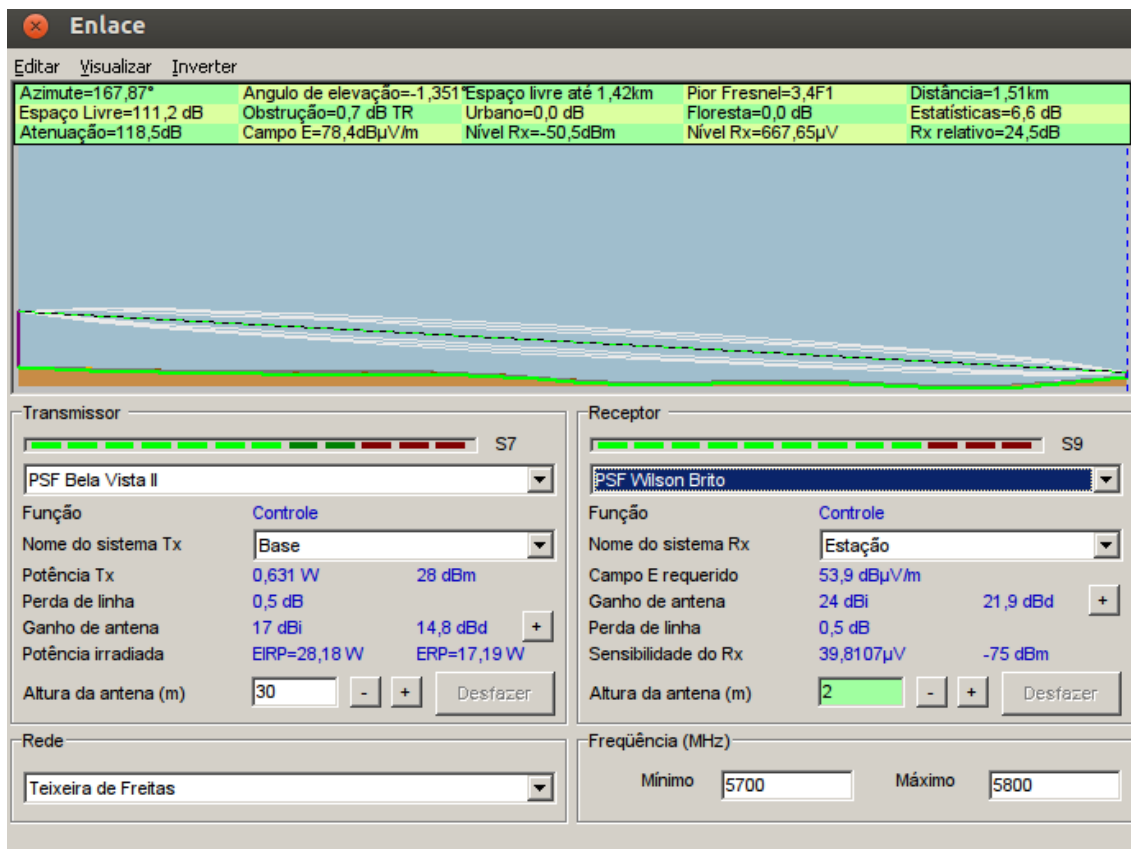 Enlace
Editar Visualizar Inverter
Azimute=167,87° Angulo de elevação=-1,351° Espaço livre até 1,42km Pior Fresnel=3,4F1 Distância=1,51km
Espaço Livre=111,2 dB Obstrução=0,7 dB TR Urbano=0,0 dB Floresta=0,0 dB Estatísticas=6,6 dB
Atenuação=118,5dB Campo E=78,4dBµV/m Nível Rx=-50,5dBm Nível Rx=667,65µV Rx relativo=24,5dB
Transmissor
S7
PSF Bela Vista II
Função Controle
Nome do sistema Tx Base
Potência Tx 0,631 W 28 dBm
Perda de linha 0,5 dB
Ganho de antena 17 dBi 14,8 dBd +
Potência irradiada EIRP=28,18 W ERP=17,19 W
Altura da antena (m) 30 - + Desfazer
Rede
Teixeira de Freitas
Receptor
S9
PSF Wilson Brito
Função Controle
Nome do sistema Rx Estação
Campo E requerido 53,9 dBµV/m
Ganho de antena 24 dBi 21,9 dBd +
Perda de linha 0,5 dB
Sensibilidade do Rx 39,8107µV -75 dBm
Altura da antena (m) 2 - + Desfazer
Freqüência (MHz)
Mínimo 5700 Máximo 5800